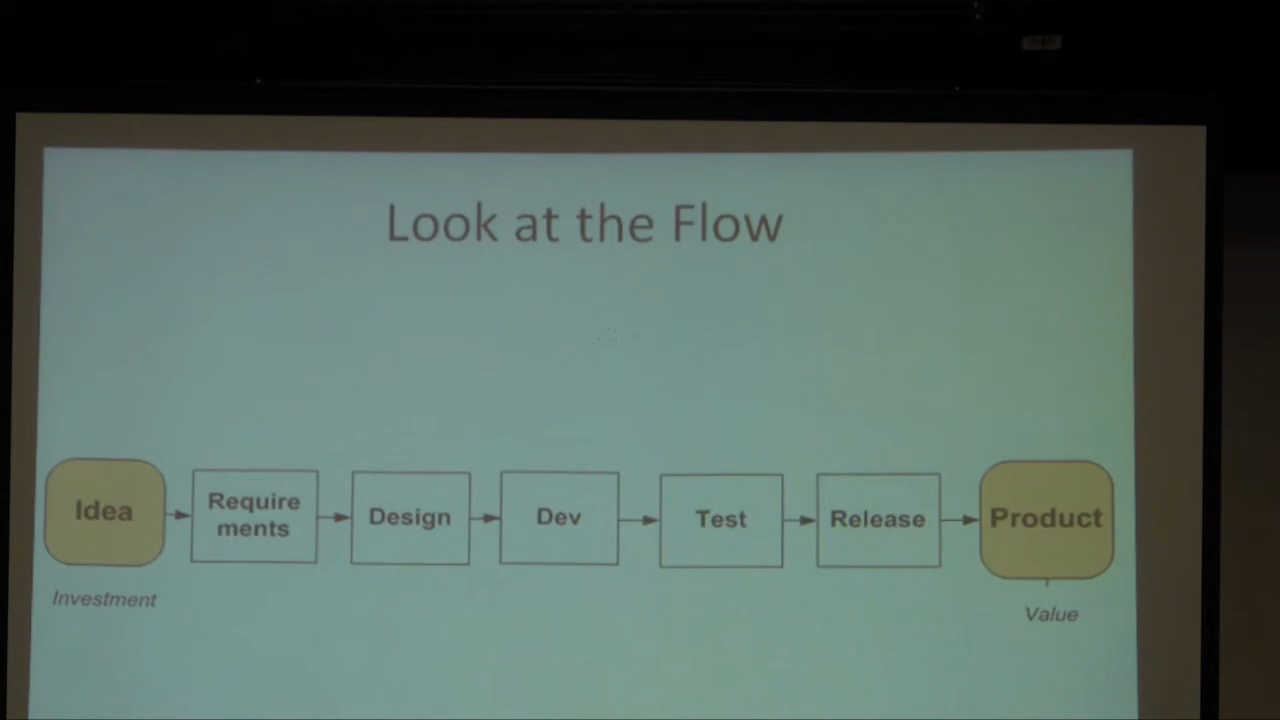 Look at the Flow
Idea
Require
ments
Design
Dev
Test
Release
Product
Investment
Value